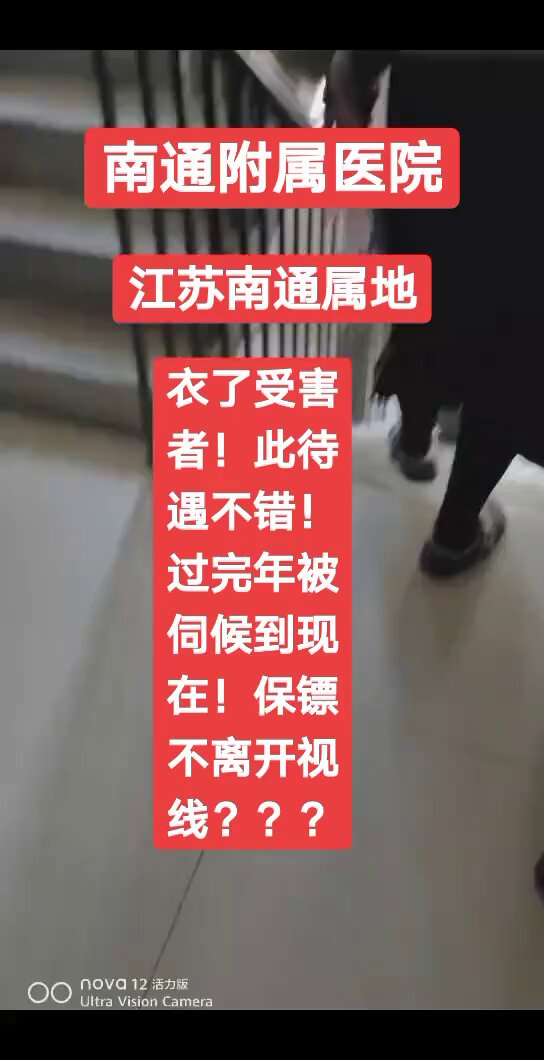 南通附属医院
江苏南通属地
衣了受害
者！此待
遇不错！
过完年被
伺候到现
在！保镖
不离开视
线？？？
nova 12 活力版
Ultra Vision Camera